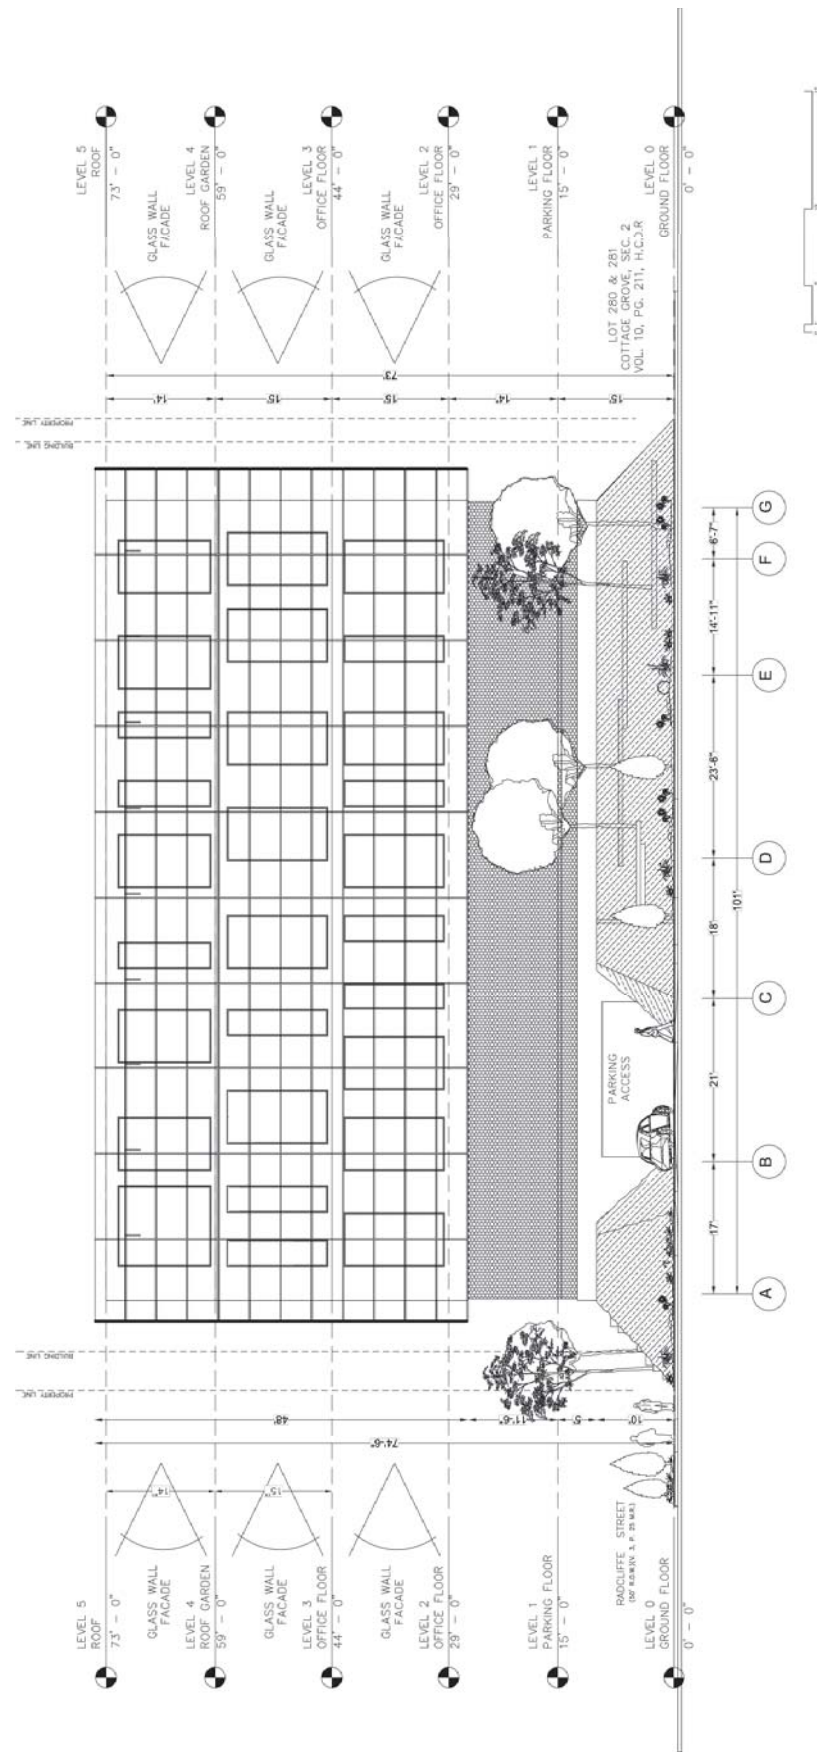 LEVEL 5
ROOF
73' - 0"
GLASS WALL
FACADE
LEVEL 4
ROOF GARDEN
59' - 0"
GLASS WALL
FACADE
LEVEL 3
OFFICE FLOOR
44' - 0"
GLASS WALL
FACADE
LEVEL 2
OFFICE FLOOR
29' - 0"
LEVEL 1
PARKING FLOOR
15' - 0"
RADCLIFFE STREET
LEVEL 0
GROUND FLOOR
0' - 0"
14"
15"
48'
11'-6"
5'
10'
74'-6"
PROPERTY LINE
BUILDING LINE
PARKING
ACCESS
BUILDING LINE
PROPERTY LINE
14'
15'
15'
14'
15'
73'
LOT 280 & 281
COTTAGE GROVE, SEC. 2
VOL. 10, PG. 211, H.C.D.R
LEVEL 5
ROOF
73' - 0"
GLASS WALL
FACADE
LEVEL 4
ROOF GARDEN
59' - 0"
GLASS WALL
FACADE
LEVEL 3
OFFICE FLOOR
44' - 0"
GLASS WALL
FACADE
LEVEL 2
OFFICE FLOOR
29' - 0"
LEVEL 1
PARKING FLOOR
15' - 0"
LEVEL 0
GROUND FLOOR
0' - 0"
17'
21'
18'
23'-6"
14'-11"
6'-7"
101'
A
B
C
D
E
F
G